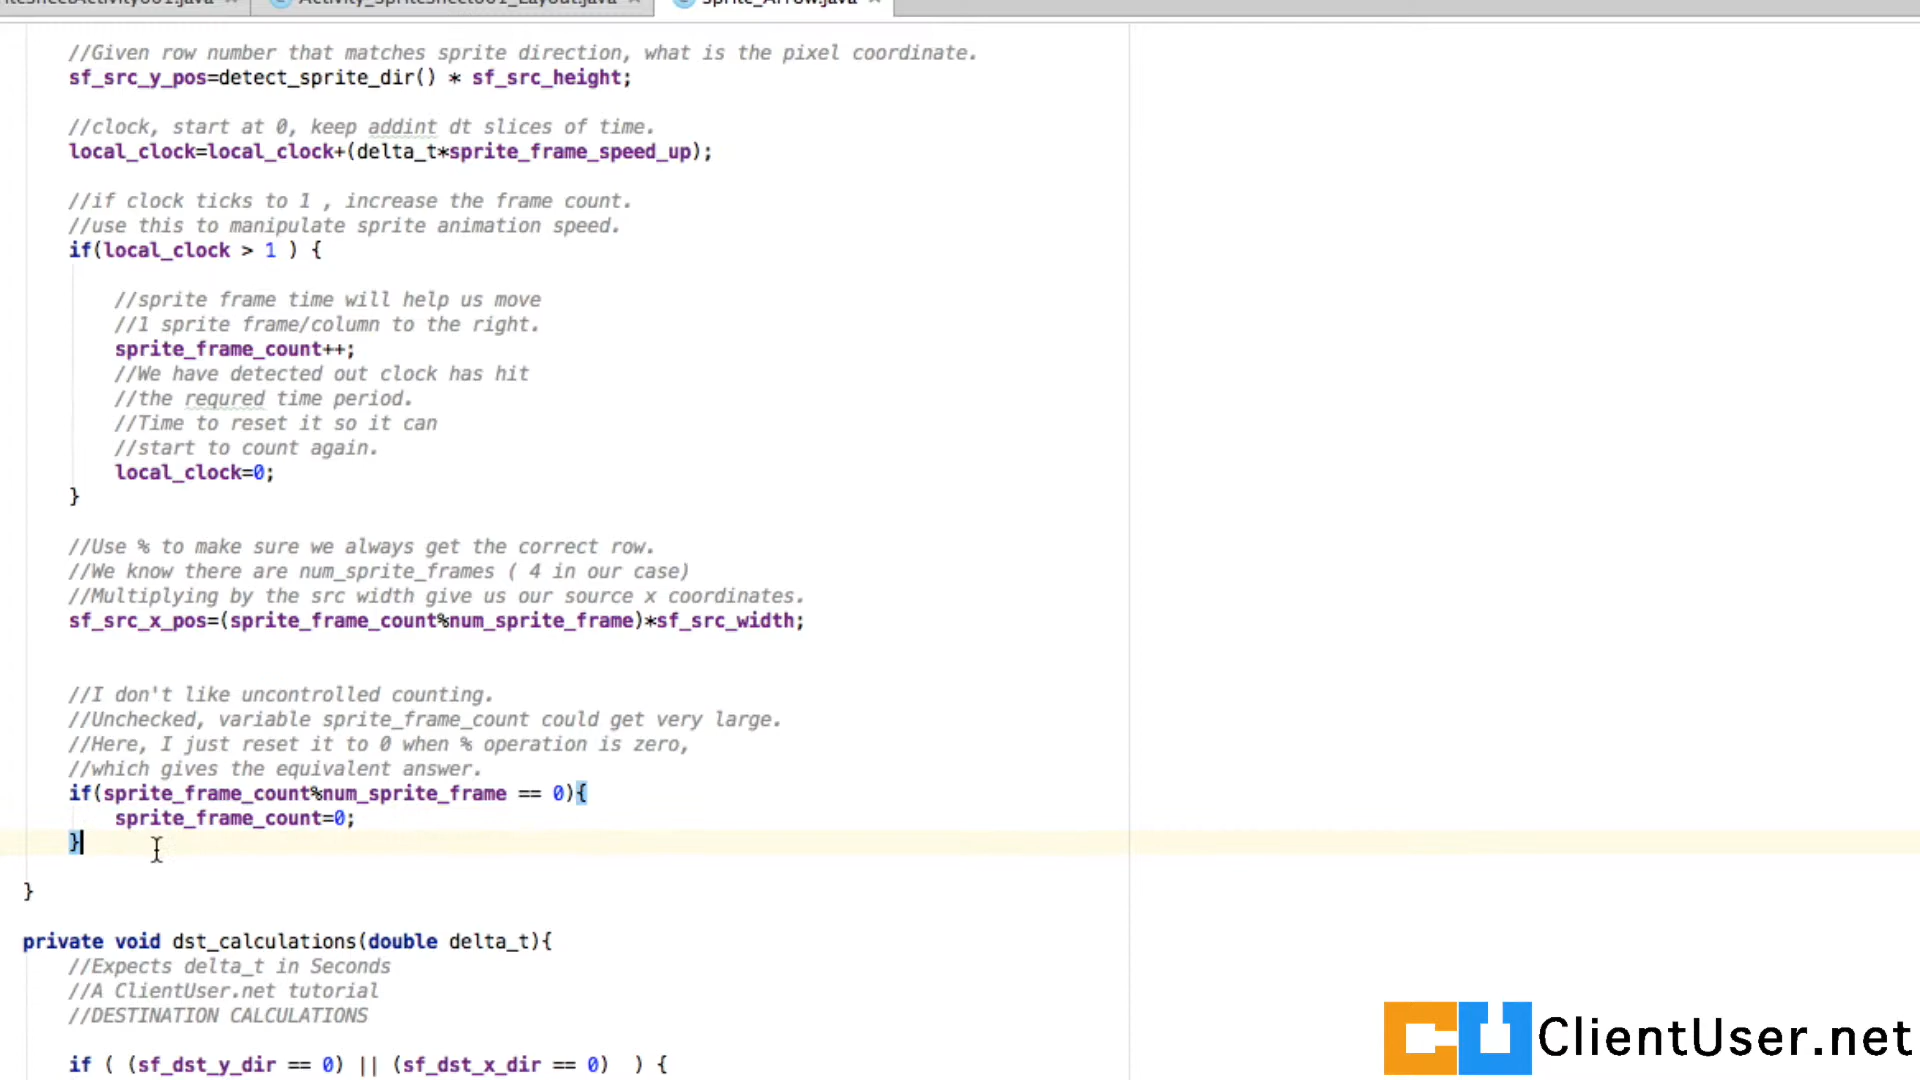 Activity_SpriteSheet001_Layout.java
Sprite_Arrow.java
//Given row number that matches sprite direction, what is the pixel coordinate.
sf_src_y_pos=detect_sprite_dir() * sf_src_height;
//clock, start at 0, keep addint dt slices of time.
local_clock=local_clock+(delta_t*sprite_frame_speed_up);
//if clock ticks to 1 , increase the frame count.
//use this to manipulate sprite animation speed.
if(local_clock > 1 ) {
//sprite frame time will help us move
//1 sprite frame/column to the right.
sprite_frame_count++;
//We have detected out clock has hit
//the requred time period.
//Time to reset it so it can
//start to count again.
local_clock=0;
}
//Use % to make sure we always get the correct row.
//We know there are num_sprite_frames ( 4 in our case)
//Multiplying by the src width give us our source x coordinates.
sf_src_x_pos=(sprite_frame_count%num_sprite_frame)*sf_src_width;
//I don't like uncontrolled counting.
//Unchecked, variable sprite_frame_count could get very large.
//Here, I just reset it to 0 when % operation is zero,
//which gives the equivalent answer.
if(sprite_frame_count%num_sprite_frame == 0){
sprite_frame_count=0;
}
}
private void dst_calculations(double delta_t){
//Expects delta_t in Seconds
//A ClientUser.net tutorial
//DESTINATION CALCULATIONS
if ( (sf_dst_y_dir == 0) || (sf_dst_x_dir == 0) ) {
ClientUser.net